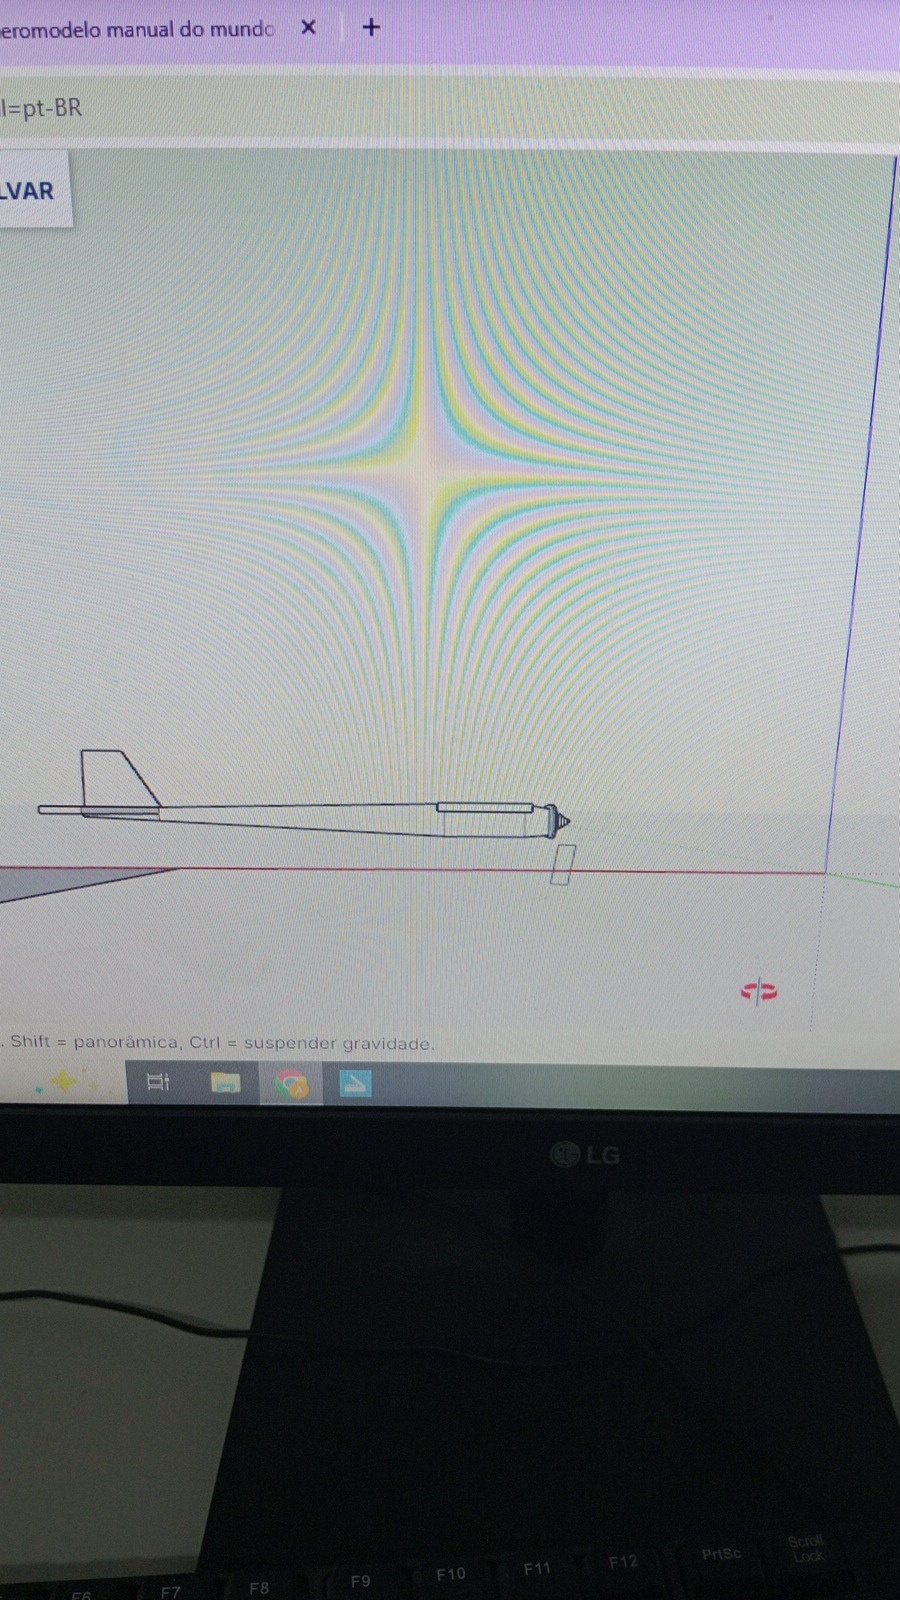 eromodelo manual do mundo
l=pt-BR
LVAR
. Shift = panorâmica, Ctrl = suspender gravidade.
LG
F6
F7
F8
F9
F10
F11
F12
PrtSc
Scroll
Lock